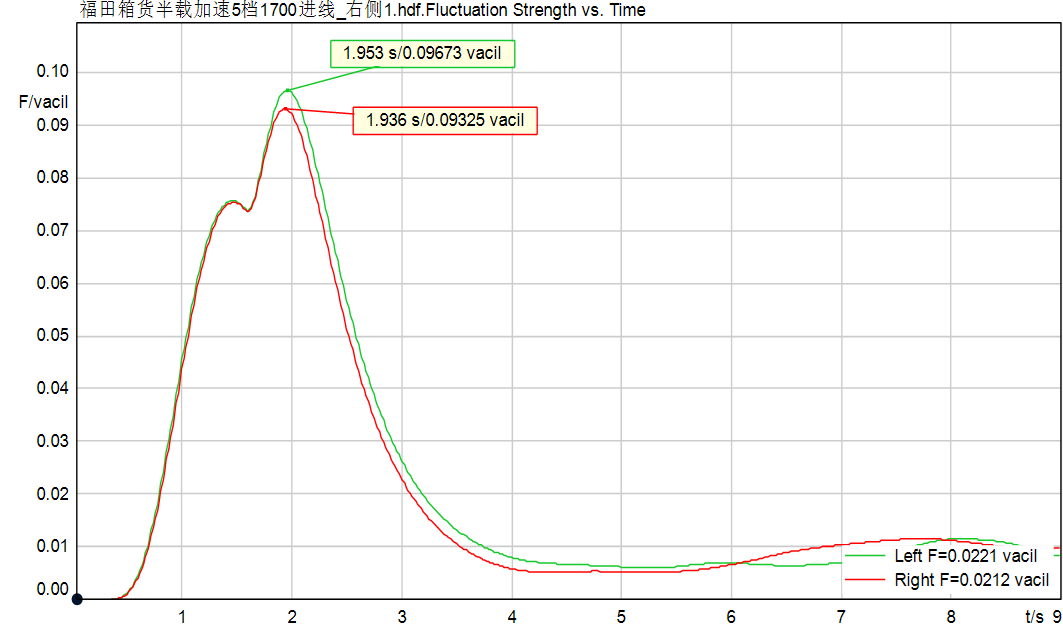 福田箱货半载加速5档1700进线_右侧1.hdf.Fluctuation Strength vs. Time
1.953 s/0.09673 vacil
0.10
F/vacil
1.936 s/0.09325 vacil
0.09
0.08
0.07
0.06
0.05
0.04
0.03
0.02
0.01
Left F=0.0221 vacil
Right F=0.0212 vacil
0.00
1 2 3 4 5 6 7 8 t/s 9